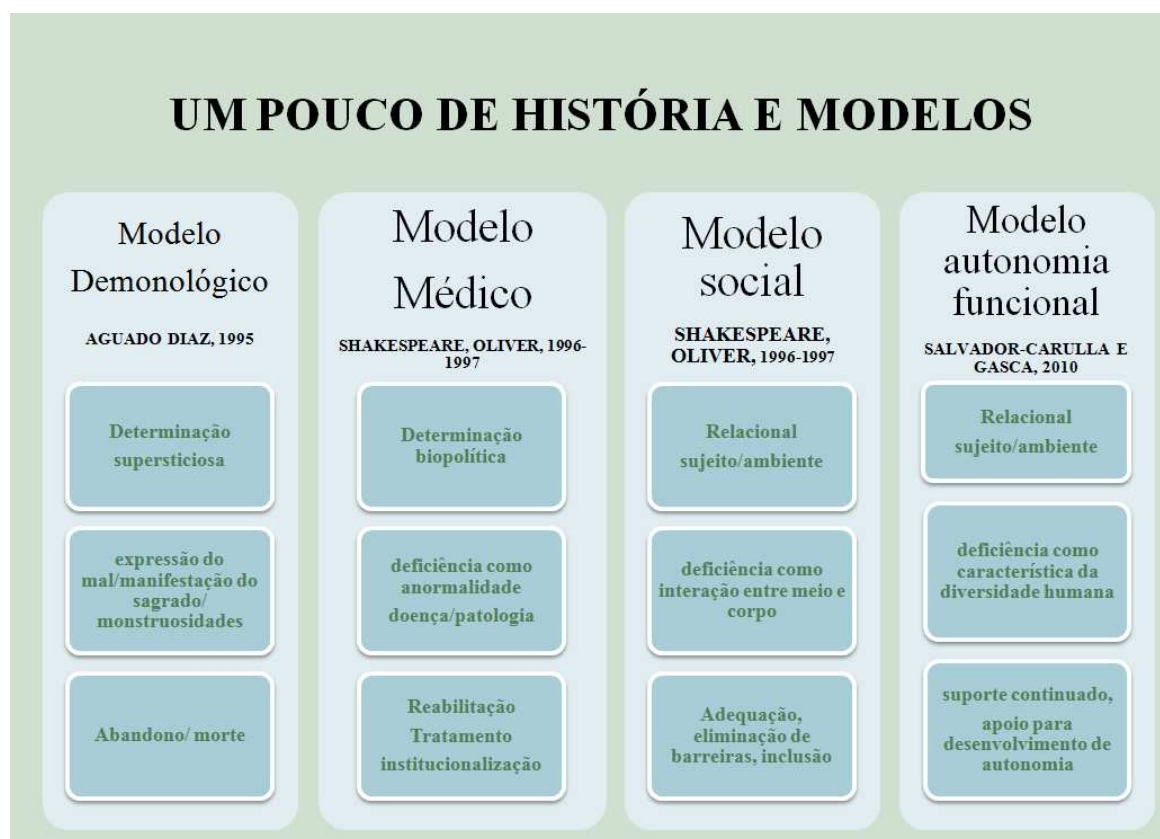 UM POUCO DE HISTÓRIA E MODELOS
Modelo
Demonológico
AGUADO DIAZ, 1995
Determinação
supersticiosa
expressão do
mal/manifestação do
sagrado/
monstruosidades
Abandono/ morte
Modelo
Médico
SHAKESPEARE, OLIVER, 1996-
1997
Determinação
biopolítica
deficiência como
anormalidade
doença/patologia
Reabilitação
Tratamento
institucionalização
Modelo
social
SHAKESPEARE,
OLIVER, 1996-1997
Relacional
sujeito/ambiente
deficiência como
interação entre meio e
corpo
Adequação,
eliminação de
barreiras, inclusão
Modelo
autonomia
funcional
SALVADOR-CARULLA E
GASCA, 2010
Relacional
sujeito/ambiente
deficiência como
característica da
diversidade humana
suporte continuado,
apoio para
desenvolvimento de
autonomia